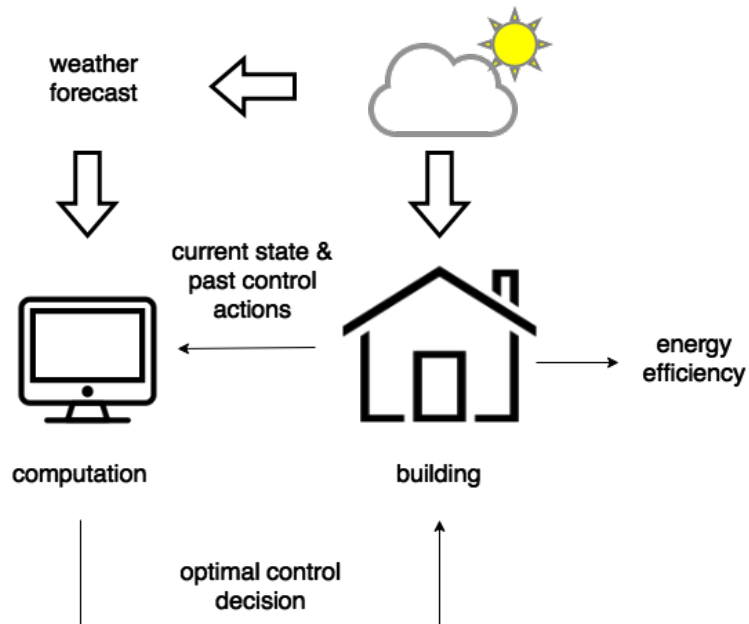 weather
forecast
current state &
past control
actions
energy
efficiency
computation
building
optimal control
decision